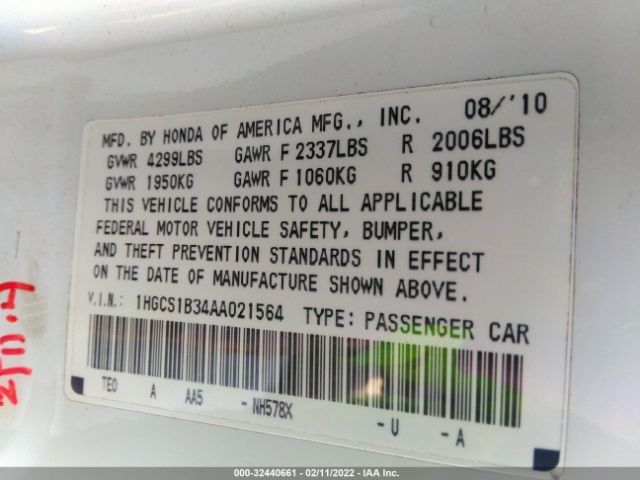 MFD. BY HONDA OF AMERICA MFG., INC. 08/'10
GVWR 4299LBS GAWR F 2337LBS R 2006LBS
GVWR 1950KG GAWR F 1060KG R 910KG
THIS VEHICLE CONFORMS TO ALL APPLICABLE
FEDERAL MOTOR VEHICLE SAFETY, BUMPER,
AND THEFT PREVENTION STANDARDS IN EFFECT
ON THE DATE OF MANUFACTURE SHOWN ABOVE.
V.I.N.: 1HGCS1B34AA021564 TYPE: PASSENGER CAR
TE0 A AA5 - NH578X - U - A
000-32440661 - 02/11/2022 - IAA Inc.